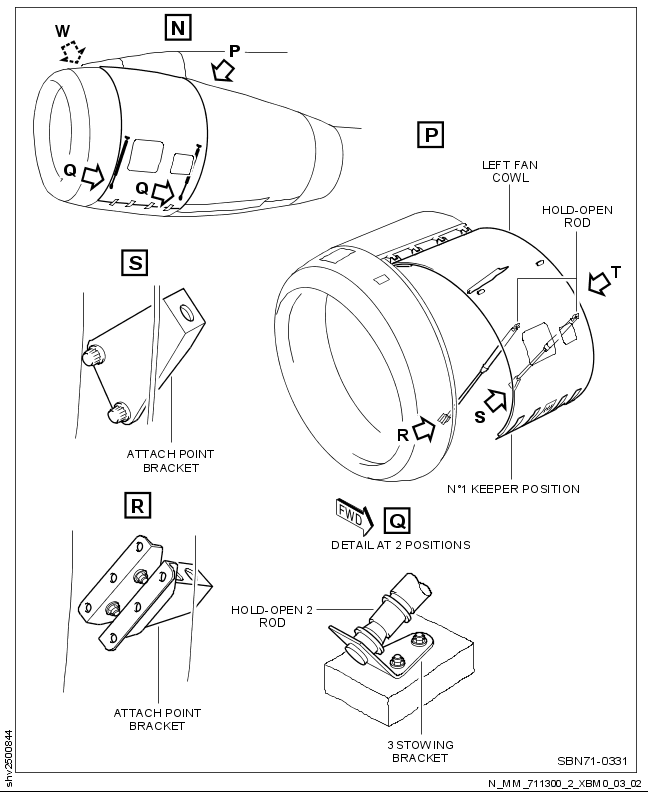 N
W
P
Q
Q
P
LEFT FAN
COWL
HOLD-OPEN
ROD
T
S
R
S
N°1 KEEPER POSITION
ATTACH POINT
BRACKET
R
FWD
Q
DETAIL AT 2 POSITIONS
HOLD-OPEN 2
ROD
ATTACH POINT
BRACKET
3 STOWING
BRACKET
SBN71-0331
shv2500844
N_MM_711300_2_XBM0_03_02